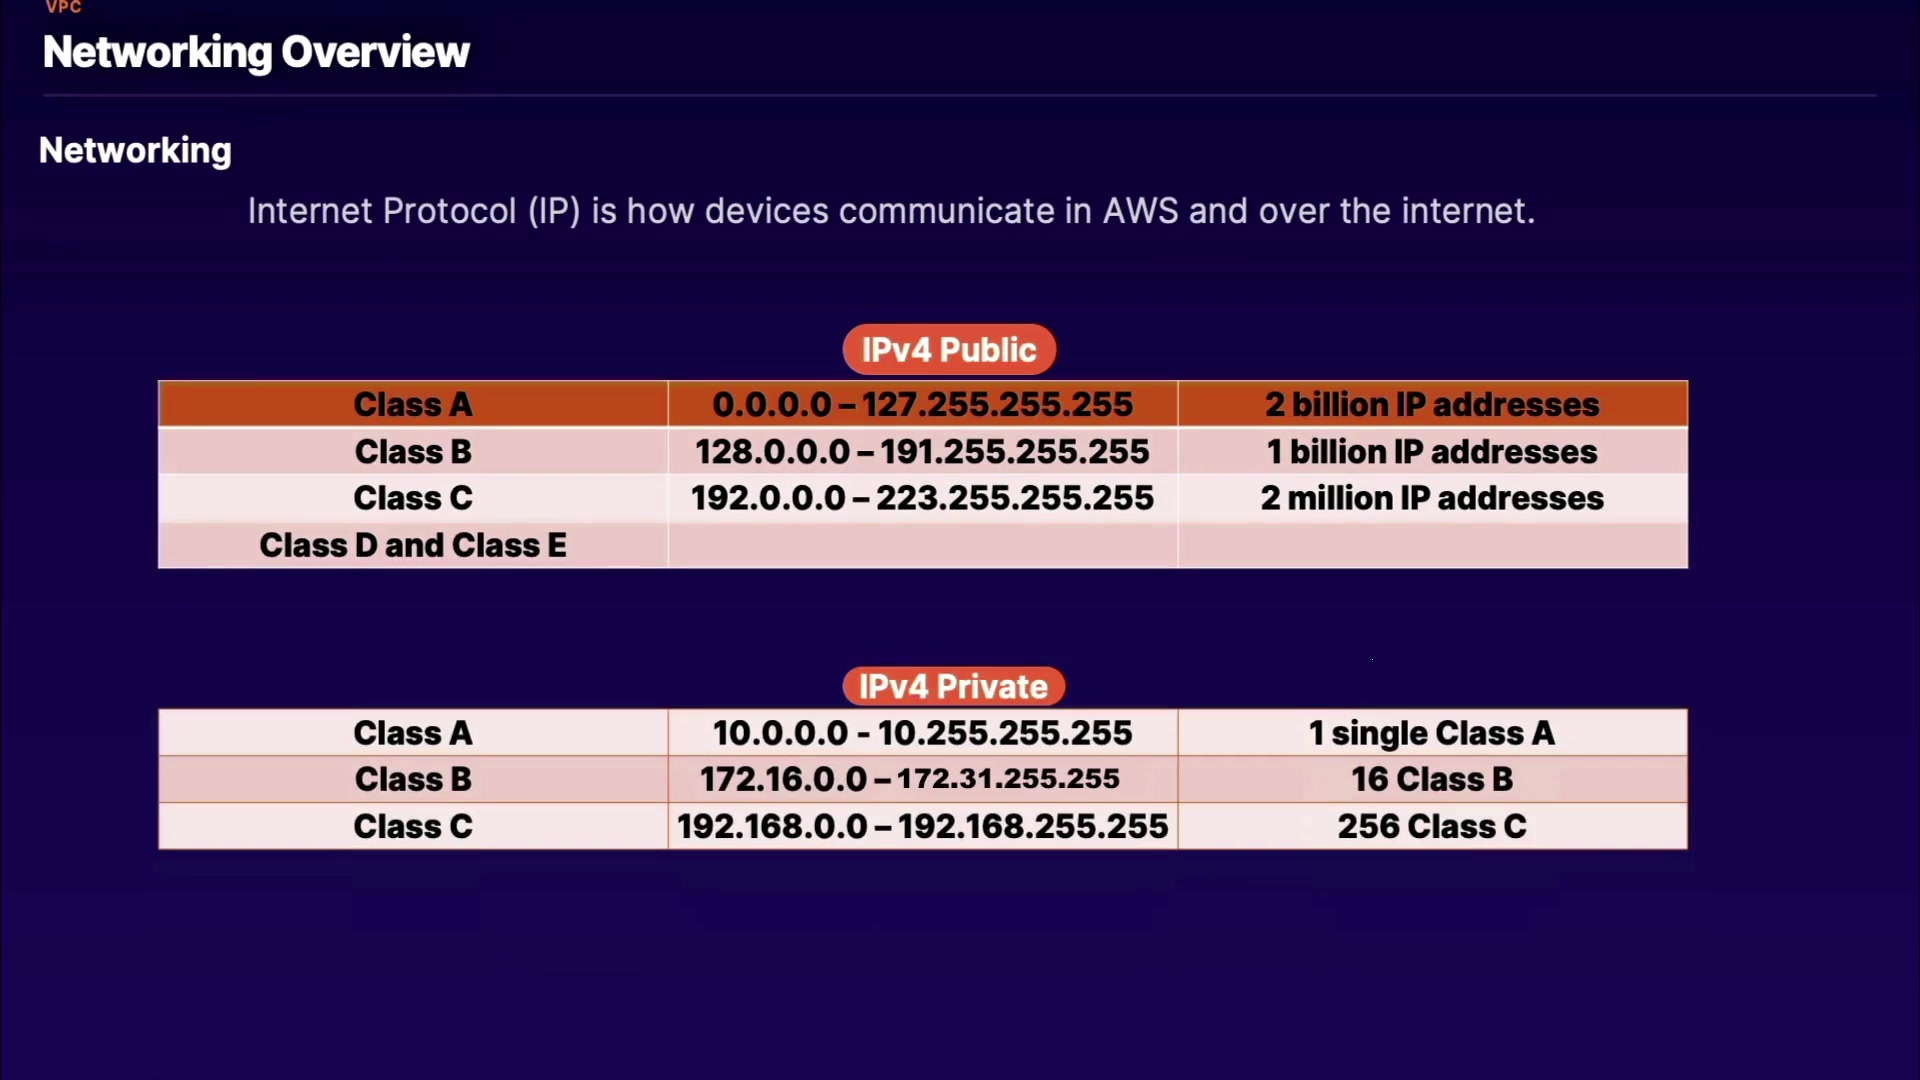 VPC
Networking Overview
Networking
Internet Protocol (IP) is how devices communicate in AWS and over the internet.
IPv4 Public
Class A 0.0.0.0 – 127.255.255.255 2 billion IP addresses
Class B 128.0.0.0 – 191.255.255.255 1 billion IP addresses
Class C 192.0.0.0 – 223.255.255.255 2 million IP addresses
Class D and Class E
IPv4 Private
Class A 10.0.0.0 - 10.255.255.255 1 single Class A
Class B 172.16.0.0 – 172.31.255.255 16 Class B
Class C 192.168.0.0 – 192.168.255.255 256 Class C